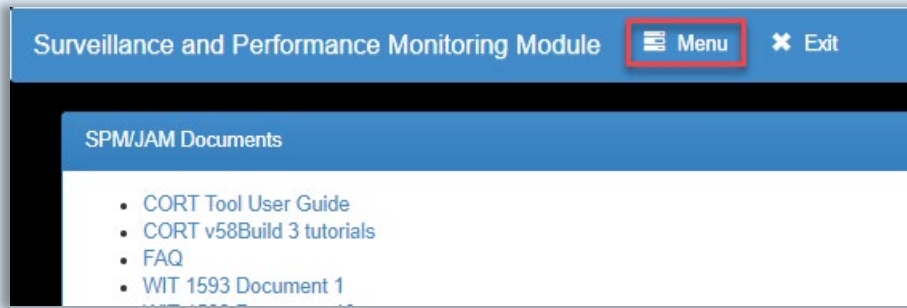 Surveillance and Performance Monitoring Module Menu Exit
SPM/JAM Documents
CORT Tool User Guide
CORT v58Build 3 tutorials
FAQ
WIT 1593 Document 1